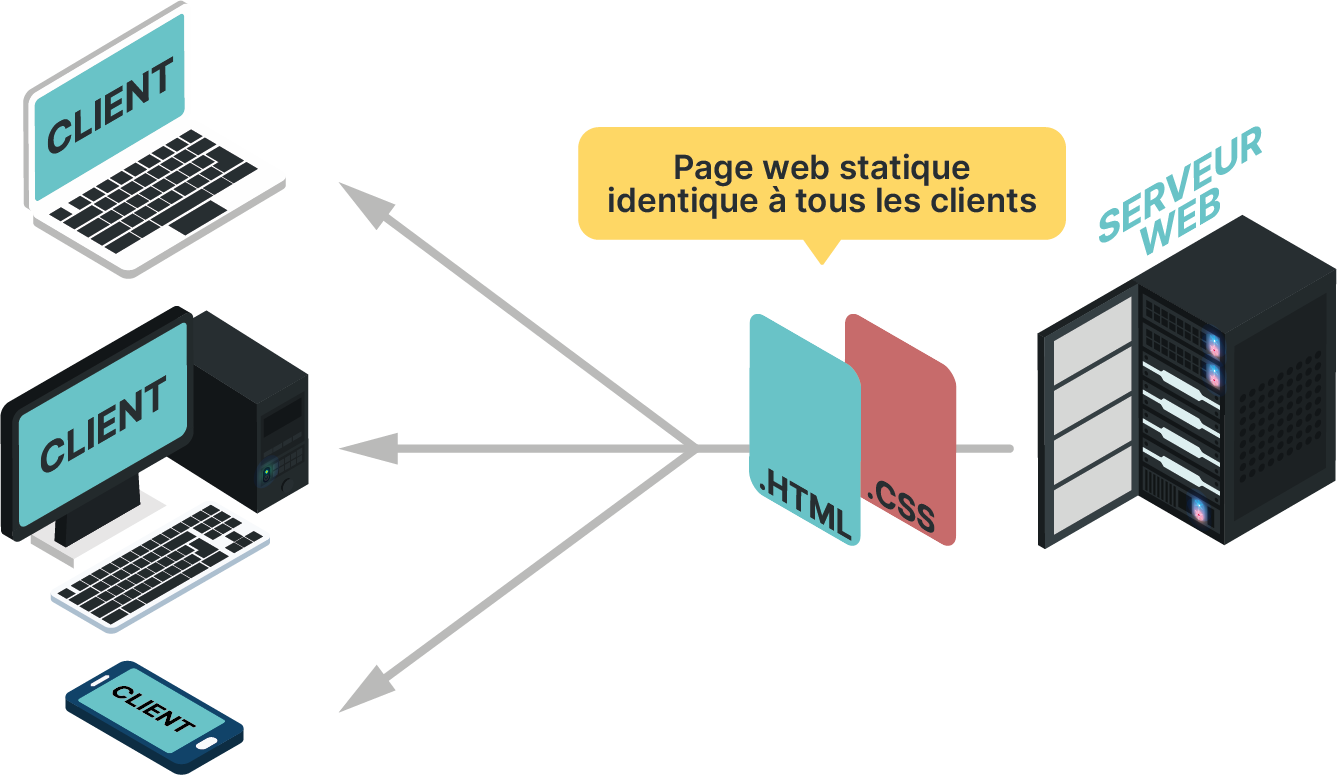 CLIENT
Page web statique
identique à tous les clients
SERVEUR
WEB
CLIENT
.HTML
.CSS
CLIENT